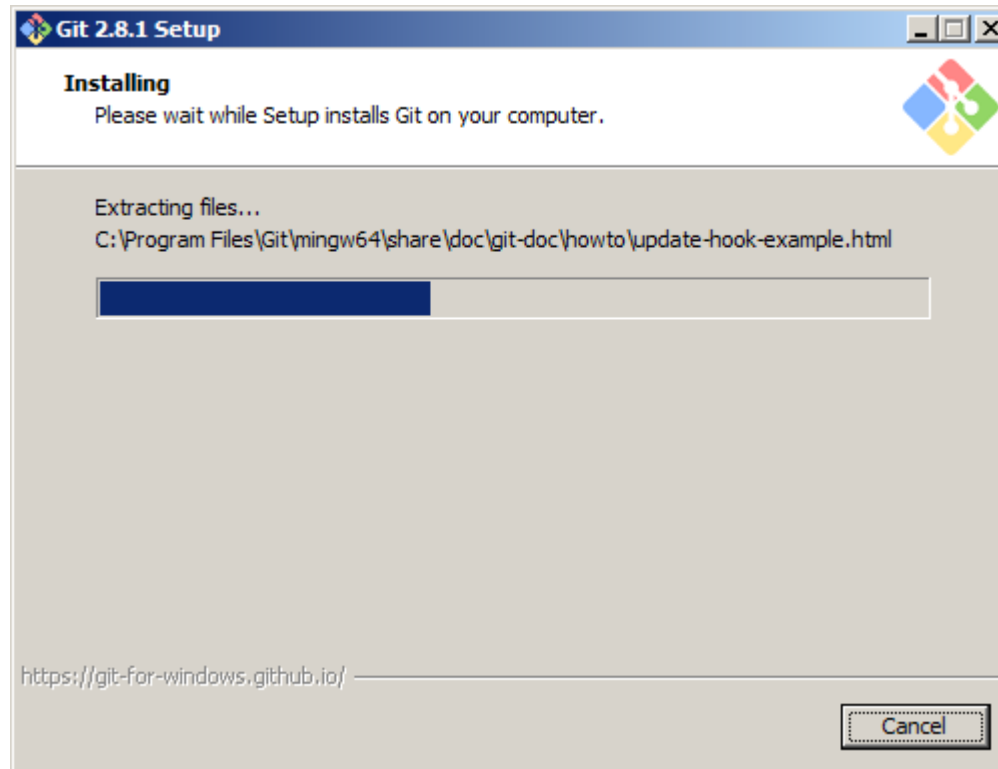 Git 2.8.1 Setup
Installing
Please wait while Setup installs Git on your computer.
Extracting files...
C:\Program Files\Git\mingw64\share\doc\git-doc\howto\update-hook-example.html
https://git-for-windows.github.io/
Cancel